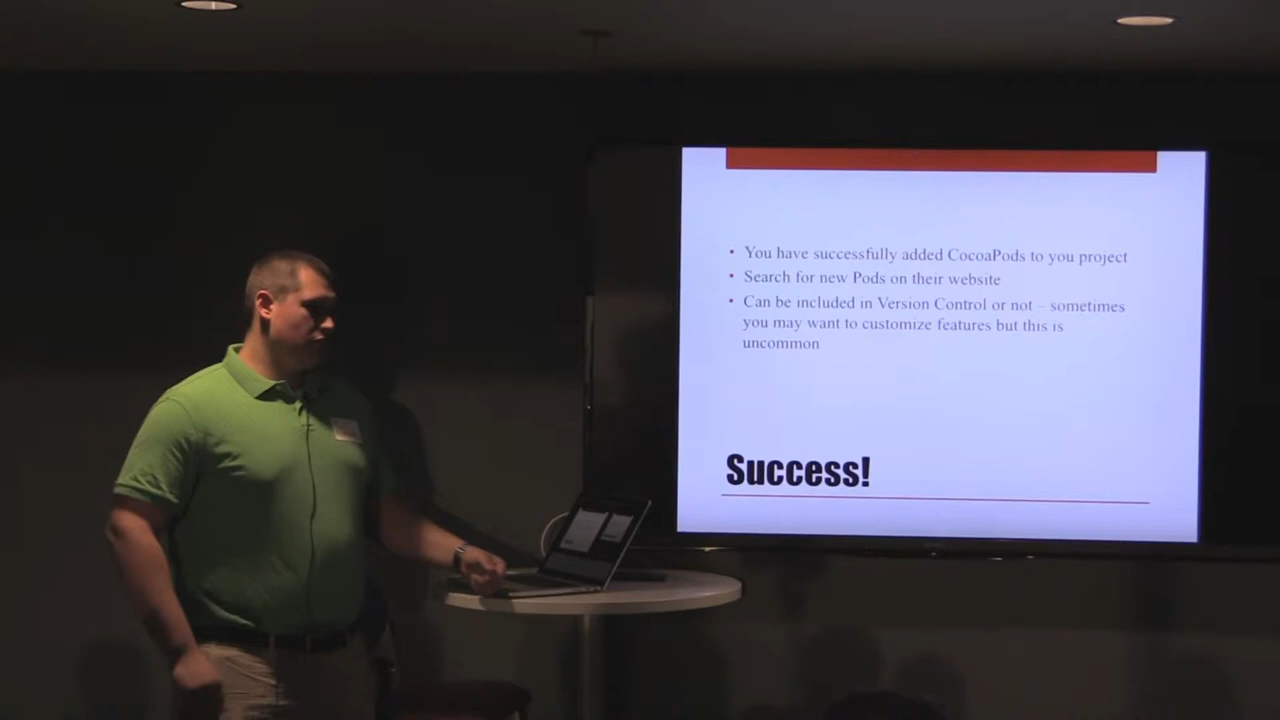 • You have successfully added CocoaPods to you project
• Search for new Pods on their website
• Can be included in Version Control or not – sometimes
you may want to customize features but this is
uncommon
Success!